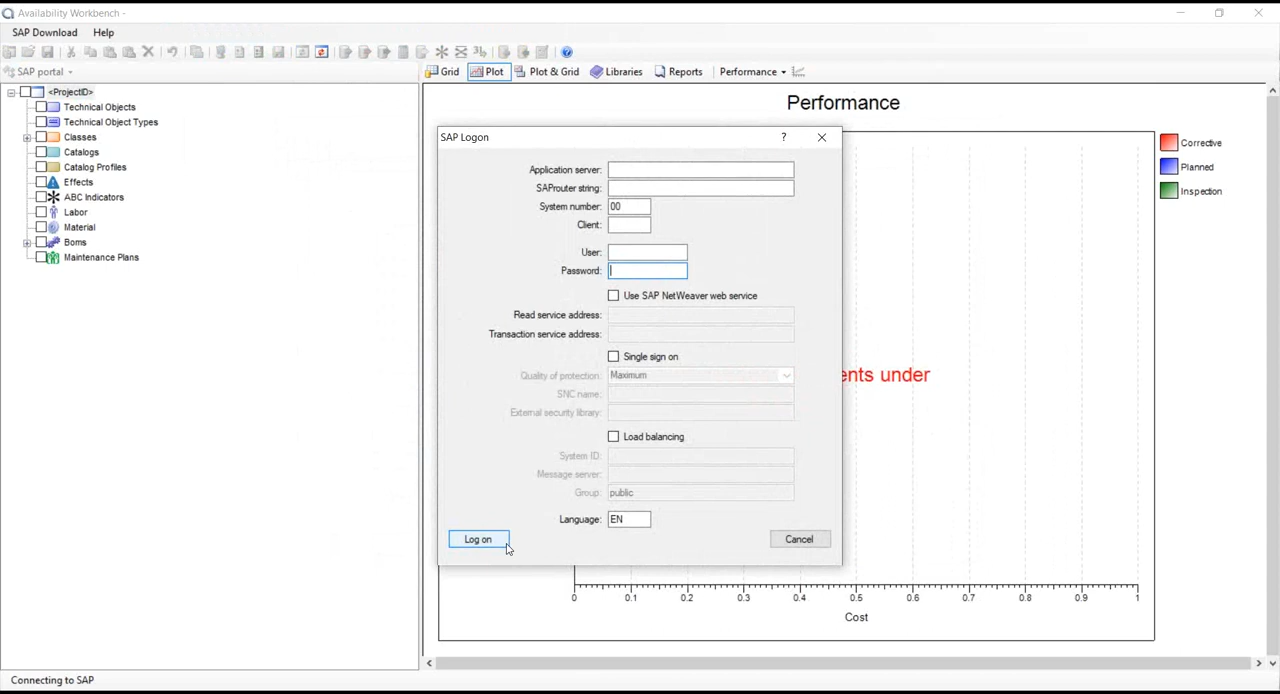 Availability Workbench -
SAP Download Help
SAP portal
Grid Plot Plot & Grid Libraries Reports Performance
<ProjectID>
Technical Objects
Technical Object Types
Classes
Catalogs
Catalog Profiles
Effects
ABC Indicators
Labor
Material
Boms
Maintenance Plans
Performance
Corrective
Planned
Inspection
ents under
0 0.1 0.2 0.3 0.4 0.5 0.6 0.7 0.8 0.9 1
Cost
SAP Logon ?
Application server:
SAProuter string:
System number: 00
Client:
User:
Password:
Use SAP NetWeaver web service
Read service address:
Transaction service address:
Single sign on
Quality of protection: Maximum
SNC name:
External security library:
Load balancing
System ID:
Message server:
Group: public
Language: EN
Log on Cancel
Connecting to SAP